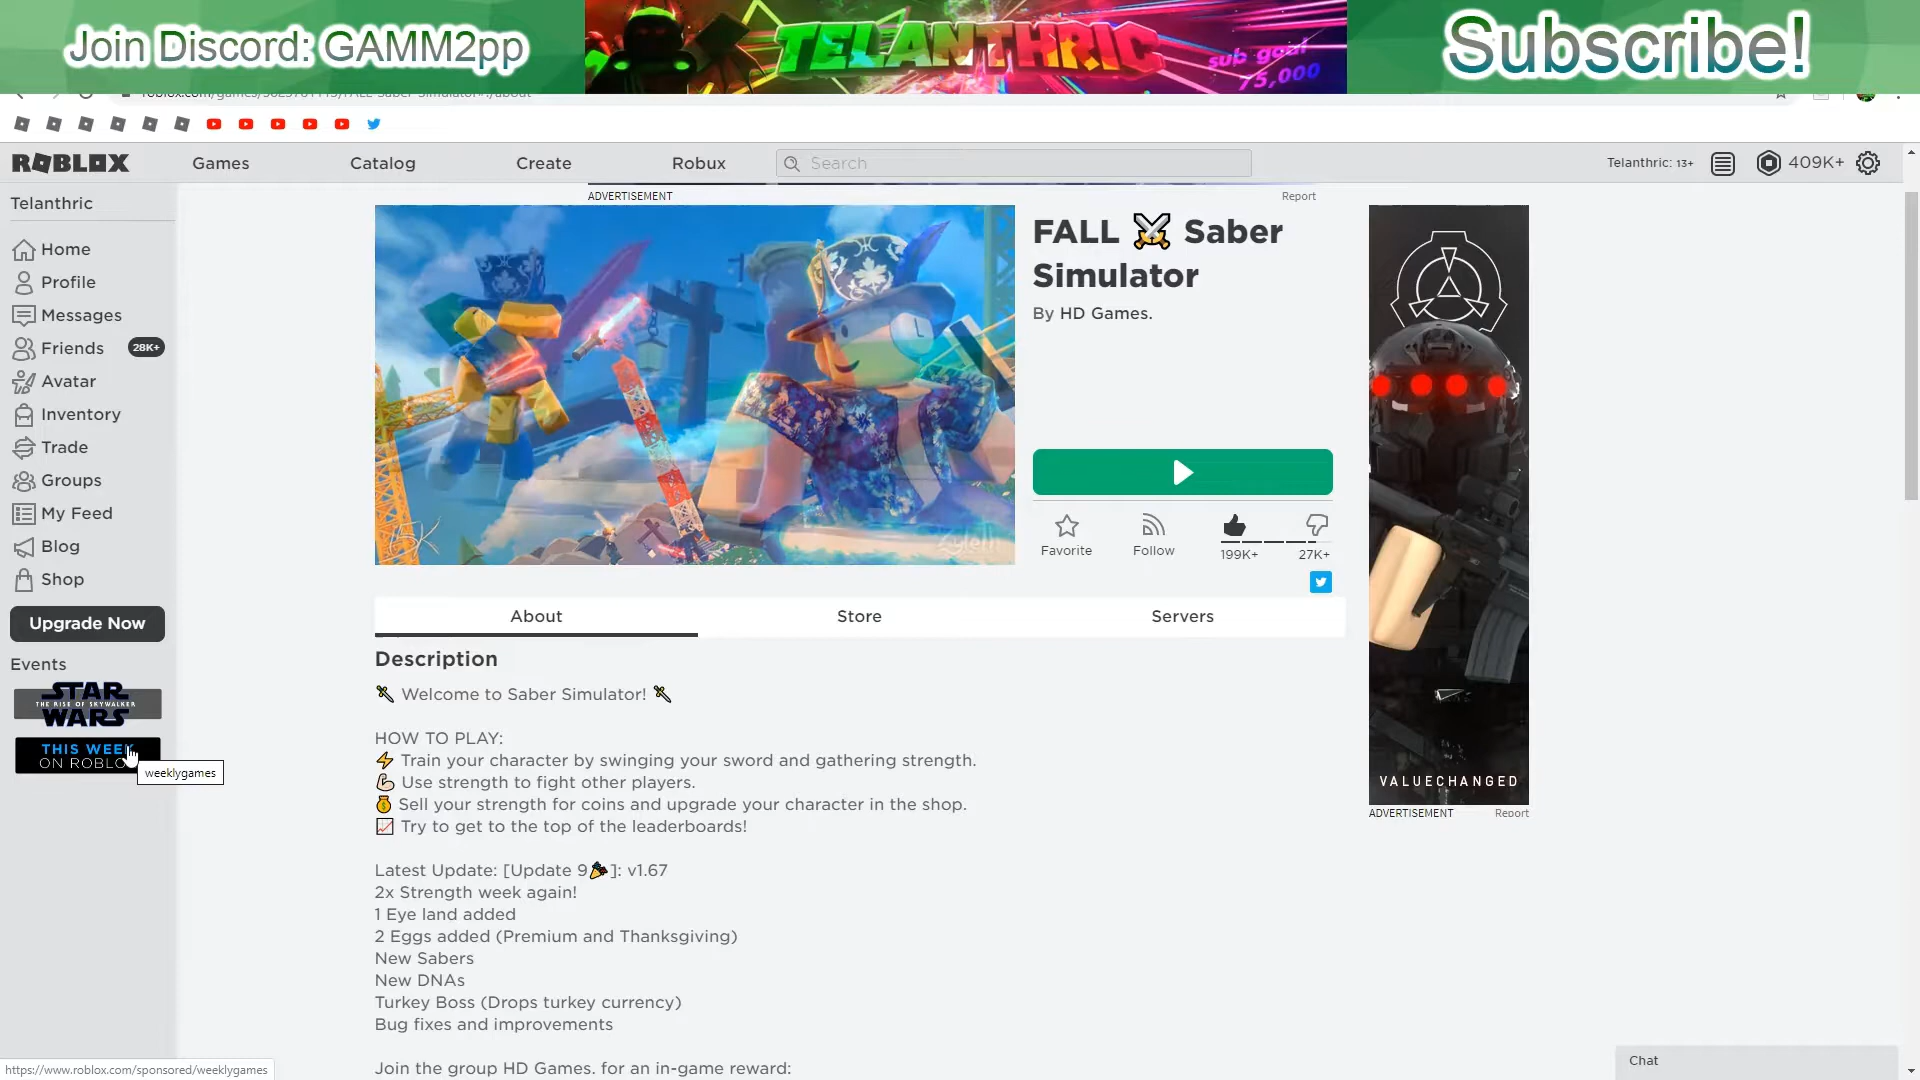 Join Discord: GAMM2pp
TELANTHRIC
sub goal
75,000
Subscribe!
ROBLOX
Games
Catalog
Create
Robux
Search
Telanthric: 13+
409K+
Telanthric
Home
Profile
Messages
Friends
28K+
Avatar
Inventory
Trade
Groups
My Feed
Blog
Shop
Upgrade Now
Events
STAR
THE RISE OF SKYWALKER
WARS
THIS WEEK
ON ROBLO
weeklygames
ADVERTISEMENT
Report
FALL ⚔️ Saber
Simulator
By HD Games.
Favorite
Follow
199K+
27K+
About
Store
Servers
Description
🗡️ Welcome to Saber Simulator! 🗡️
HOW TO PLAY:
⚡ Train your character by swinging your sword and gathering strength.
💪 Use strength to fight other players.
💰 Sell your strength for coins and upgrade your character in the shop.
📈 Try to get to the top of the leaderboards!
Latest Update: [Update 9🎉]: v1.67
2x Strength week again!
1 Eye land added
2 Eggs added (Premium and Thanksgiving)
New Sabers
New DNAs
Turkey Boss (Drops turkey currency)
Bug fixes and improvements
Join the group HD Games. for an in-game reward:
VALUECHANGED
ADVERTISEMENT
Report
Chat
https://www.roblox.com/sponsored/weeklygames